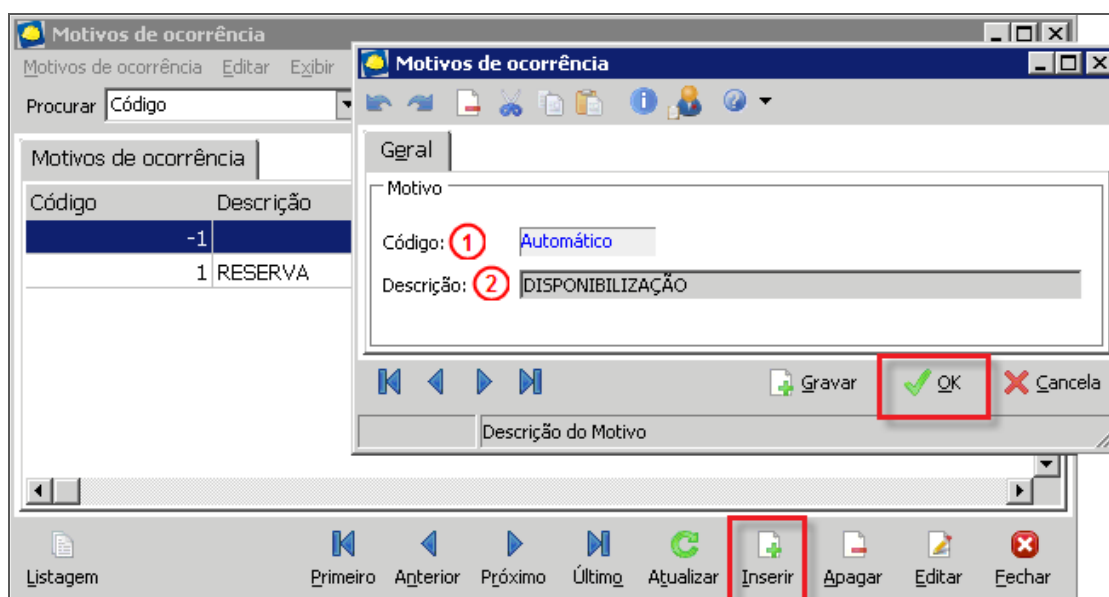 Motivos de ocorrência
Motivos de ocorrência Editar Exibir
Procurar Código
Motivos de ocorrência
Código Descrição
-1
1 RESERVA
Motivos de ocorrência
Geral
Motivo
Código: 1 Automático
Descrição: 2 DISPONIBILIZAÇÃO
Gravar OK Cancela
Descrição do Motivo
Listagem Primeiro Anterior Próximo Último Atualizar Inserir Apagar Editar Fechar